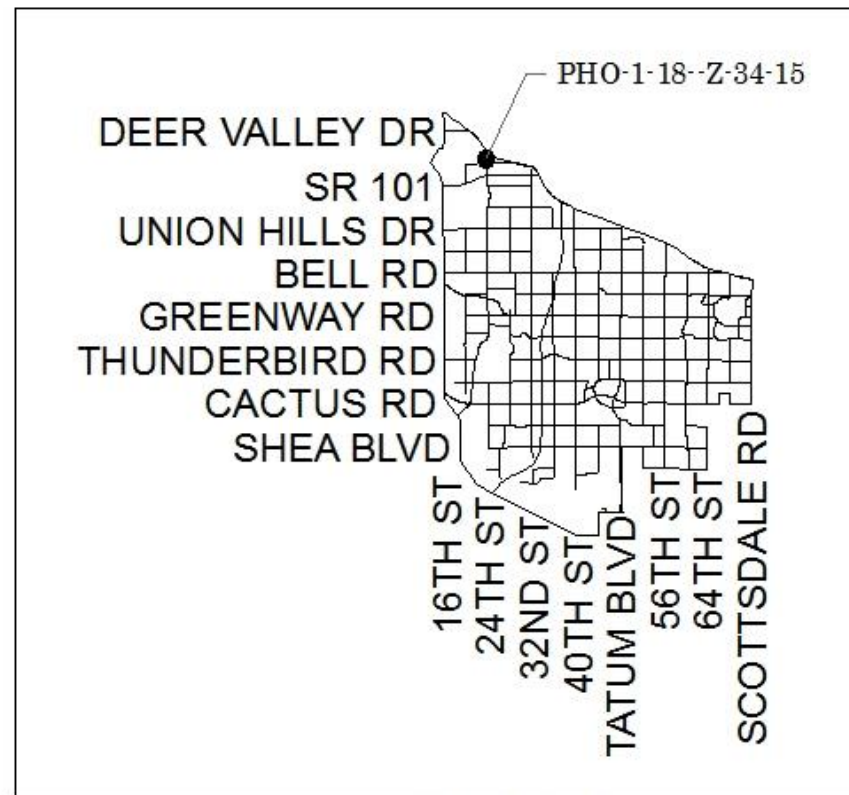 PHO-1-18--Z-34-15
DEER VALLEY DR
SR 101
UNION HILLS DR
BELL RD
GREENWAY RD
THUNDERBIRD RD
CACTUS RD
SHEA BLVD
16TH ST
24TH ST
32ND ST
40TH ST
TATUM BLVD
56TH ST
64TH ST
SCOTTSDALE RD